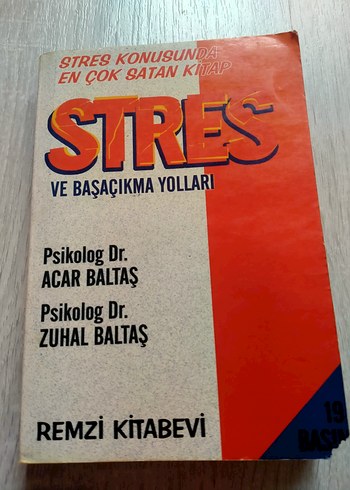 STRES KONUSUNDA
EN ÇOK SATAN KİTAP
STRES
VE BAŞAÇIKMA YOLLARI
Psikolog Dr.
ACAR BALTAŞ
Psikolog Dr.
ZUHAL BALTAŞ
REMZİ KİTABEVİ
19